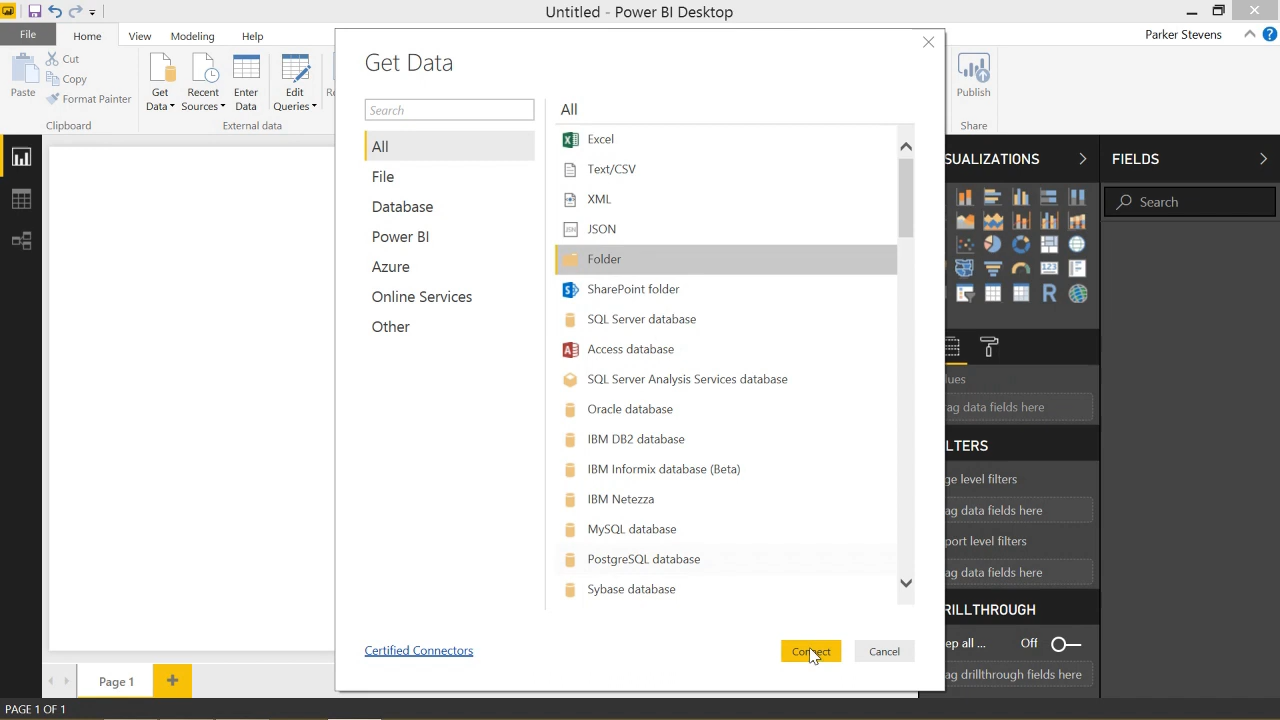 Untitled - Power BI Desktop
File
Home
View
Modeling
Help
Parker Stevens
Paste
Cut
Copy
Format Painter
Clipboard
Get Data
Recent Sources
Enter Data
Edit Queries
External data
Publish
Share
Get Data
Search
All
File
Database
Power BI
Azure
Online Services
Other
All
Excel
Text/CSV
XML
JSON
Folder
SharePoint folder
SQL Server database
Access database
SQL Server Analysis Services database
Oracle database
IBM DB2 database
IBM Informix database (Beta)
IBM Netezza
MySQL database
PostgreSQL database
Sybase database
Certified Connectors
Connect
Cancel
SUALIZATIONS
FIELDS
Search
123
R
lues
ag data fields here
LTERS
ge level filters
ag data fields here
port level filters
ag data fields here
RILLTHROUGH
ep all ...
Off
ag drillthrough fields here
Page 1
PAGE 1 OF 1